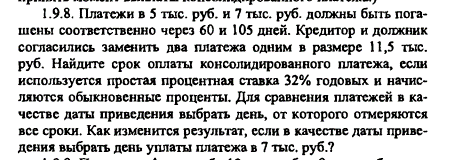 1.9.8. Платежи в 5 тыс. руб. и 7 тыс. руб. должны быть пога-
шены соответственно через 60 и 105 дней. Кредитор и должник
согласились заменить два платежа одним в размере 11,5 тыс.
руб. Найдите срок оплаты консолидированного платежа, если
используется простая процентная ставка 32% годовых и начис-
ляются обыкновенные проценты. Для сравнения платежей в ка-
честве даты приведения выбрать день, от которого отмеряются
все сроки. Как изменится результат, если в качестве даты приве-
дения выбрать день уплаты платежа в 7 тыс. руб.?